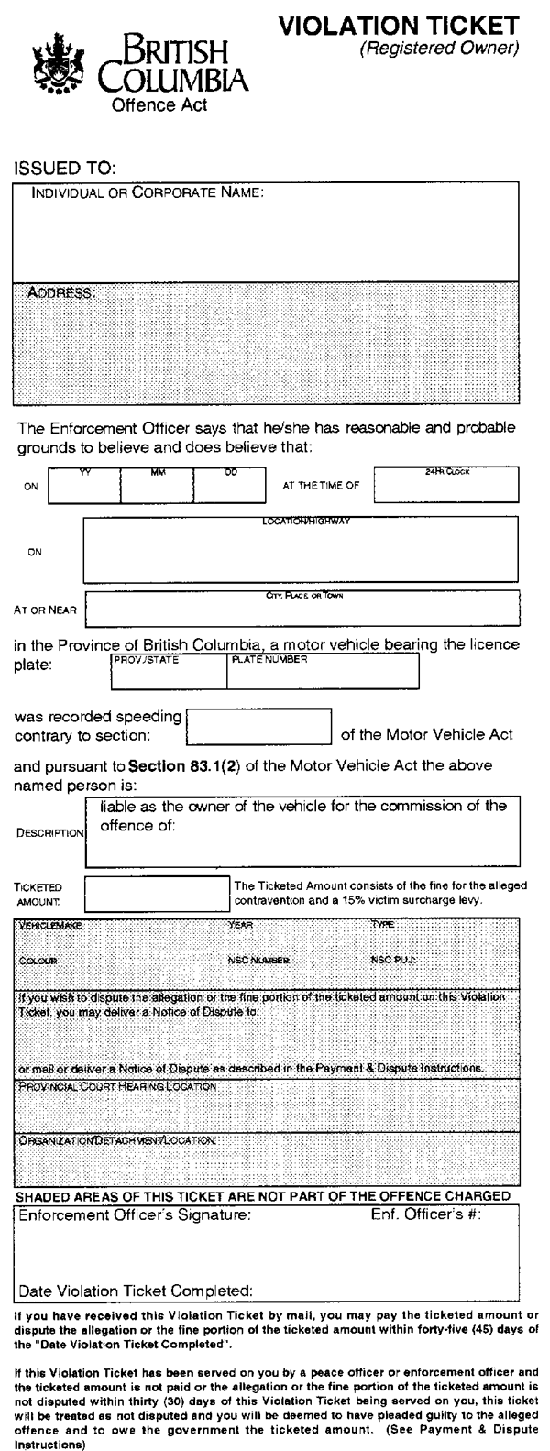 VIOLATION TICKET
(Registered Owner)
BRITISH
COLUMBIA
Offence Act
ISSUED TO:
INDIVIDUAL OR CORPORATE NAME:
ADDRESS:
The Enforcement Officer says that he/she has reasonable and probable
grounds to believe and does believe that:
ON YY MM DD AT THE TIME OF 24HR CLOCK
ON LOCATION/HIGHWAY
AT OR NEAR CITY, PLACE OR TOWN
in the Province of British Columbia, a motor vehicle bearing the licence
plate: PROV/STATE PLATE NUMBER
was recorded speeding
contrary to section: of the Motor Vehicle Act
and pursuant to Section 83.1(2) of the Motor Vehicle Act the above
named person is:
DESCRIPTION liable as the owner of the vehicle for the commission of the
offence of:
TICKETED AMOUNT: The Ticketed Amount consists of the fine for the alleged
contravention and a 15% victim surcharge levy.
VEHICLE MAKE YEAR TYPE
COLOUR NSC NUMBER NSC PUJ:
If you wish to dispute the allegation or the fine portion of the ticketed amount on this Violation
Ticket, you may deliver a Notice of Dispute to:
or mail or deliver a Notice of Dispute as described in the Payment & Dispute Instructions.
PROVINCIAL COURT HEARING LOCATION
ORGANIZATION/DETACHMENT/LOCATION
SHADED AREAS OF THIS TICKET ARE NOT PART OF THE OFFENCE CHARGED
Enforcement Officer's Signature: Enf. Officer's #:
Date Violation Ticket Completed:
If you have received this Violation Ticket by mail, you may pay the ticketed amount or
dispute the allegation or the fine portion of the ticketed amount within forty-five (45) days of
the "Date Violation Ticket Completed".
If this Violation Ticket has been served on you by a peace officer or enforcement officer and
the ticketed amount is not paid or the allegation or the fine portion of the ticketed amount is
not disputed within thirty (30) days of this Violation Ticket being served on you, this ticket
will be treated as not disputed and you will be deemed to have pleaded guilty to the alleged
offence and to owe the government the ticketed amount. (See Payment & Dispute
Instructions)